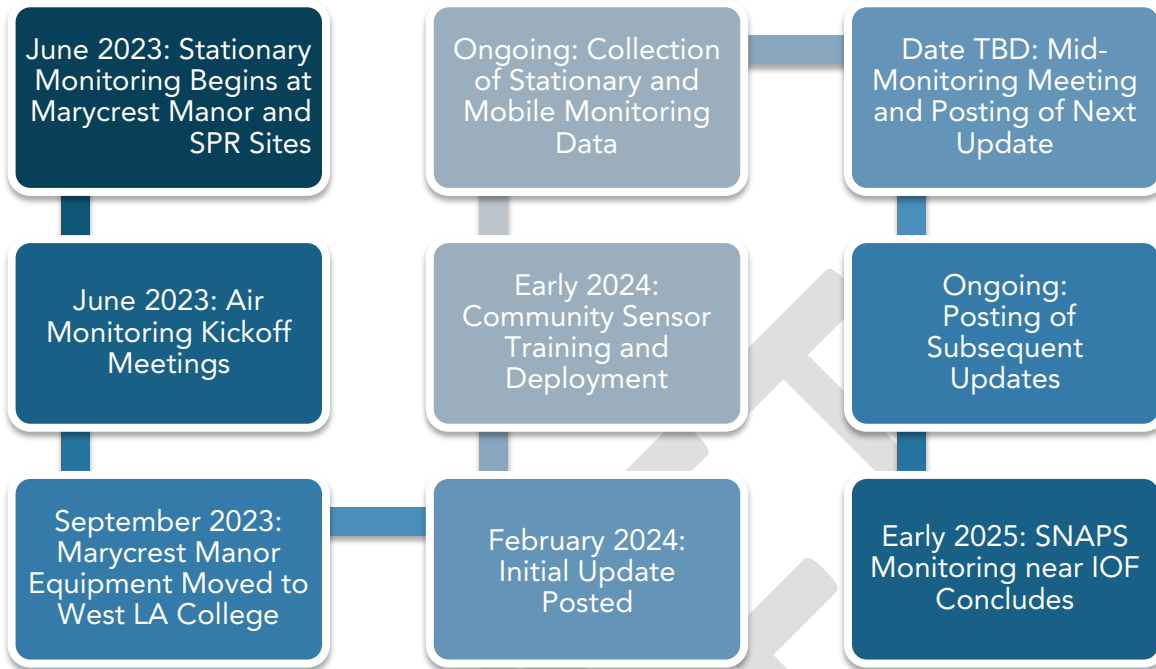 June 2023: Stationary
Monitoring Begins at
Marycrest Manor and
SPR Sites
June 2023: Air
Monitoring Kickoff
Meetings
September 2023:
Marycrest Manor
Equipment Moved to
West LA College
February 2024:
Initial Update
Posted
Early 2024:
Community Sensor
Training and
Deployment
Ongoing: Collection
of Stationary and
Mobile Monitoring
Data
Date TBD: Mid-
Monitoring Meeting
and Posting of Next
Update
Ongoing:
Posting of
Subsequent
Updates
Early 2025: SNAPS
Monitoring near IOF
Concludes